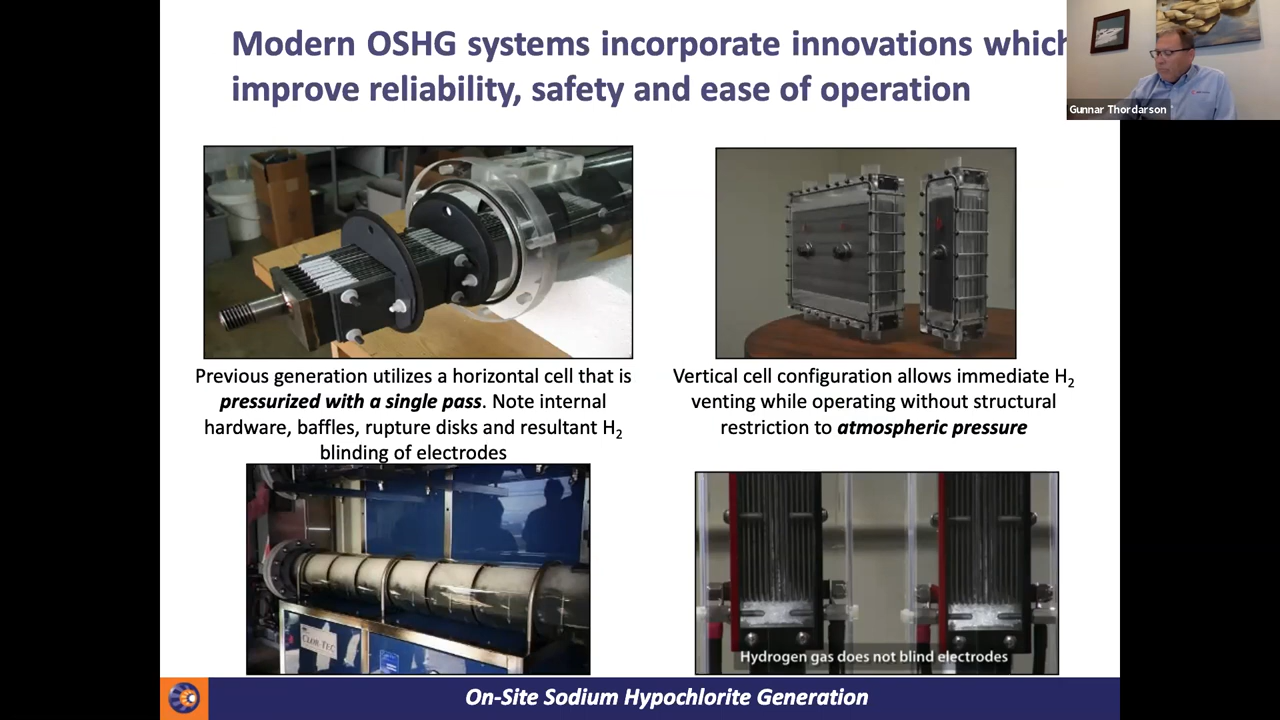 Modern OSHG systems incorporate innovations which
improve reliability, safety and ease of operation
Gunnar Thordarson
Previous generation utilizes a horizontal cell that is
pressurized with a single pass. Note internal
hardware, baffles, rupture disks and resultant H₂
blinding of electrodes
Vertical cell configuration allows immediate H₂
venting while operating without structural
restriction to atmospheric pressure
CLOR TEC
Hydrogen gas does not blind electrodes
On-Site Sodium Hypochlorite Generation